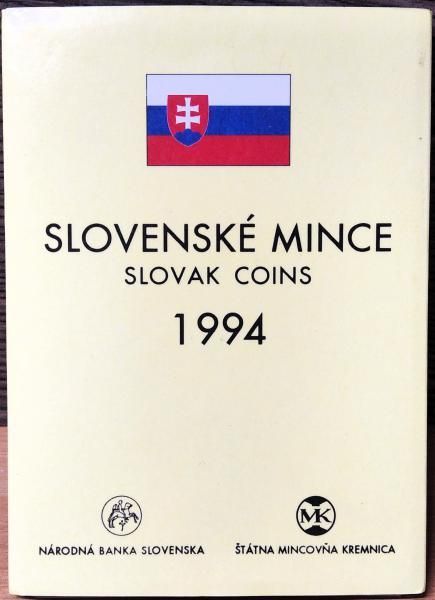 SLOVENSKÉ MINCE
SLOVAK COINS
1994
MK
NÁRODNÁ BANKA SLOVENSKA
ŠTÁTNA MINCOVŇA KREMNICA